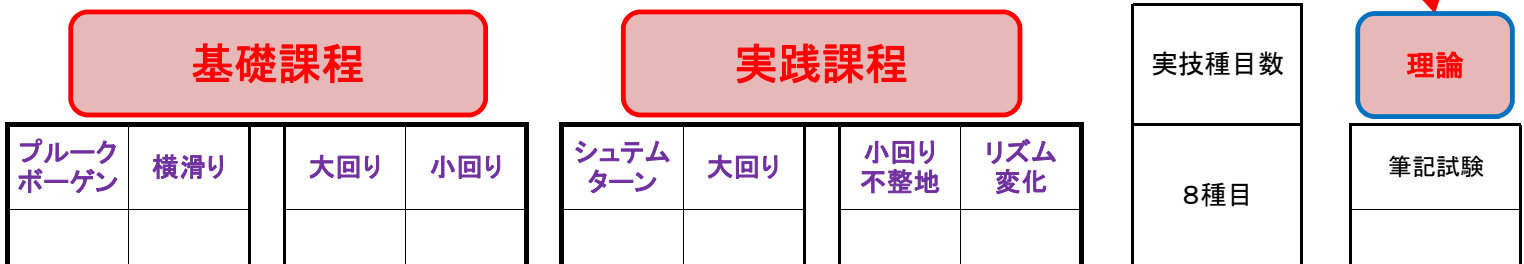 基礎課程
実践課程
実技種目数
理論
プルーク
ボーゲン
横滑り
大回り
小回り
シュテム
ターン
大回り
小回り
不整地
リズム
変化
8種目
筆記試験